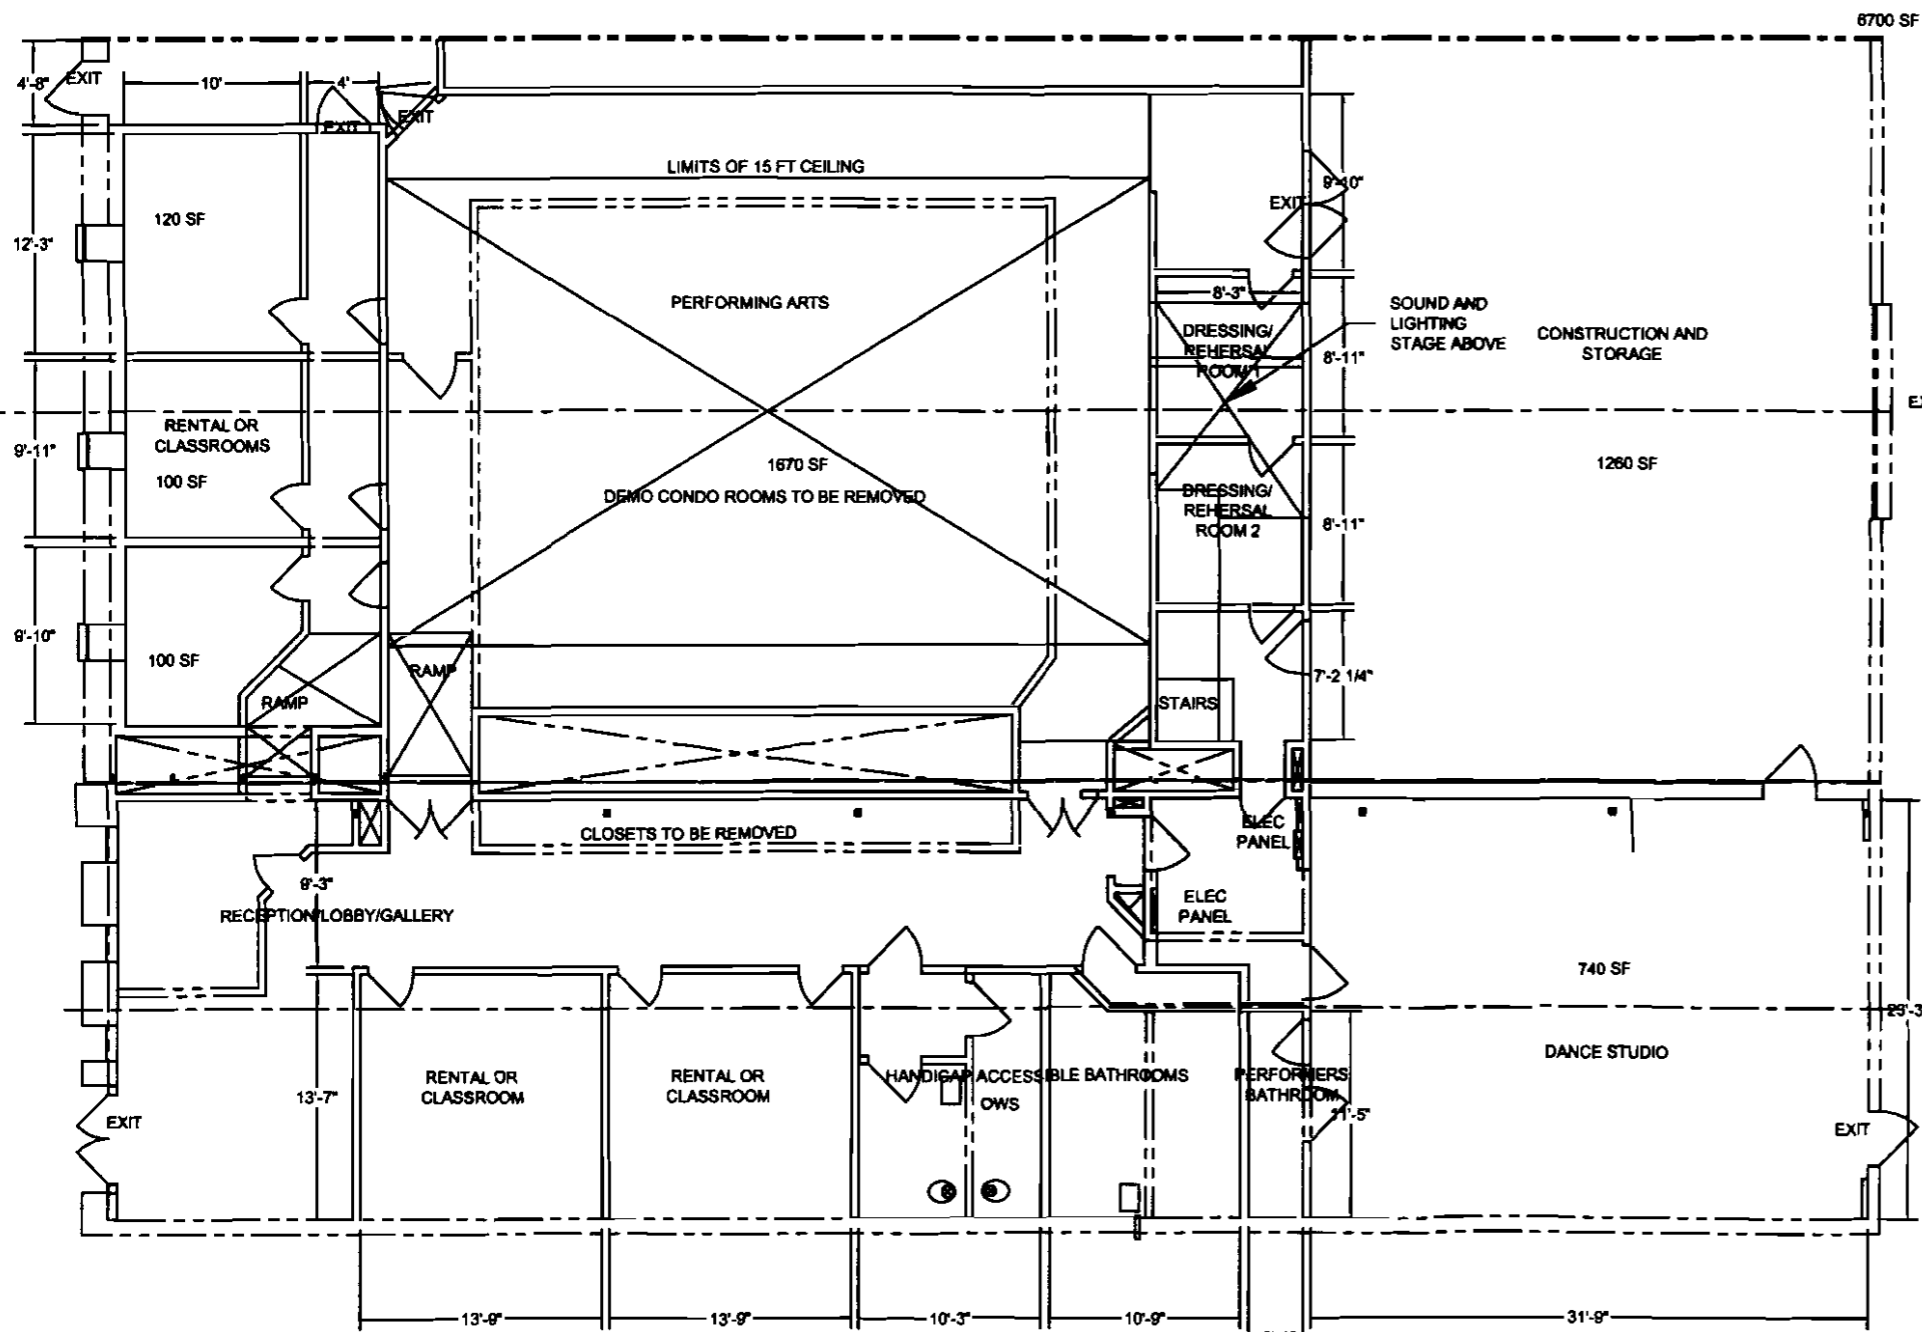 6700 SF
4'-8"
EXIT
10'
4'
EXIT
EXIT
LIMITS OF 15 FT CEILING
9'-10"
EXIT
120 SF
12'-3"
PERFORMING ARTS
8'-3"
SOUND AND
LIGHTING
STAGE ABOVE
CONSTRUCTION AND
STORAGE
DRESSING/
REHERSAL
ROOM 1
8'-11"
RENTAL OR
CLASSROOMS
9'-11"
100 SF
1670 SF
DEMO CONDO ROOMS TO BE REMOVED
1260 SF
DRESSING/
REHERSAL
ROOM 2
8'-11"
9'-10"
100 SF
RAMP
RAMP
7'-2 1/4"
STAIRS
CLOSETS TO BE REMOVED
ELEC
PANEL
9'-3"
RECEPTION/LOBBY/GALLERY
ELEC
PANEL
740 SF
DANCE STUDIO
RENTAL OR
CLASSROOM
RENTAL OR
CLASSROOM
HANDICAP ACCESSIBLE BATHROOMS
OWS
PERFORMERS
BATHROOM
13'-7"
11'-5"
EXIT
EXIT
13'-9"
13'-9"
10'-3"
10'-9"
31'-9"